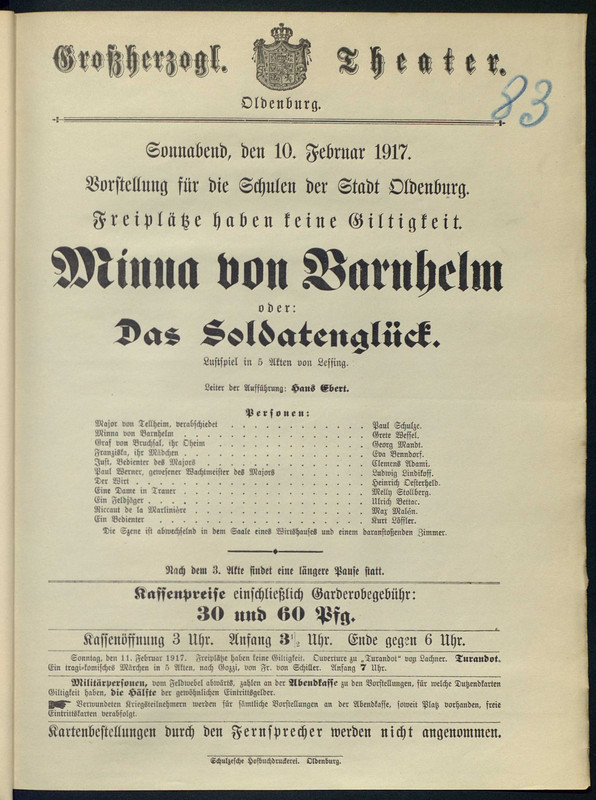 Großherzogl. Theater.
Oldenburg.
83
Sonnabend, den 10. Februar 1917.
Vorstellung für die Schulen der Stadt Oldenburg.
Freiplätze haben keine Giltigkeit.
Minna von Barnhelm
oder:
Das Soldatenglück.
Lustspiel in 5 Akten von Lessing.
Leiter der Aufführung: Hans Ebert.
Personen:
Major von Tellheim, verabschiedet . . . . . . . . . . . Paul Schulze.
Minna von Barnhelm . . . . . . . . . . . Grete Wessel.
Graf von Bruchsal, ihr Oheim . . . . . . . . . . . Georg Mandt.
Franziska, ihr Mädchen . . . . . . . . . . . Eva Benndorf.
Just, Bedienter des Majors . . . . . . . . . . . Clemens Adami.
Paul Werner, gewesener Wachtmeister des Majors . . . . . . . . Ludwig Lindikoff.
Der Wirt . . . . . . . . . . . Heinrich Oesterheld.
Eine Dame in Trauer . . . . . . . . . . . Melly Stollberg.
Ein Feldjäger . . . . . . . . . . . Ulrich Bettac.
Riccaut de la Marliniére . . . . . . . . . . . Max Malén.
Ein Bedienter . . . . . . . . . . . Kurt Löffler.
Die Szene ist abwechselnd in dem Saale eines Wirtshauses und einem daranstoßenden Zimmer.
Nach dem 3. Akte findet eine längere Pause statt.
Kassenpreise einschließlich Garderobegebühr:
30 und 60 Pfg.
Kassenöffnung 3 Uhr. Anfang 3½ Uhr. Ende gegen 6 Uhr.
Sonntag, den 11. Februar 1917. Freiplätze haben keine Giltigkeit. Ouverture zu „Turandot" von Lachner. Turandot.
Ein tragi-komisches Märchen in 5 Akten, nach Gozzi, von Fr. von Schiller. Anfang 7 Uhr.
Militärpersonen, vom Feldwebel abwärts, zahlen an der Abendkasse zu den Vorstellungen, für welche Dutzendkarten
Giltigkeit haben, die Hälfte der gewöhnlichen Eintrittsgelder.
Verwundeten Kriegsteilnehmern werden für sämtliche Vorstellungen an der Abendkasse, soweit Platz vorhanden, freie
Eintrittskarten verabfolgt.
Kartenbestellungen durch den Fernsprecher werden nicht angenommen.
Schulzesche Hofbuchdruckerei. Oldenburg.